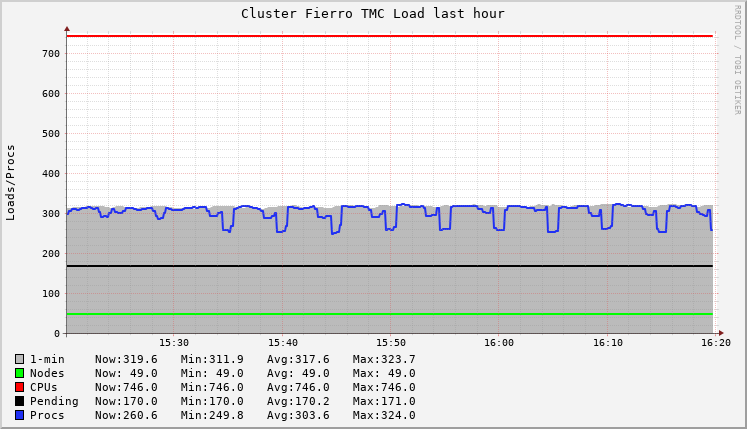 Cluster Fierro TMC Load last hour
RRDTOOL / TOBI OETIKER
Loads/Procs
700
600
500
400
300
200
100
0
15:30 15:40 15:50 16:00 16:10 16:20
1-min Now:319.6 Min:311.9 Avg:317.6 Max:323.7
Nodes Now: 49.0 Min: 49.0 Avg: 49.0 Max: 49.0
CPUs Now:746.0 Min:746.0 Avg:746.0 Max:746.0
Pending Now:170.0 Min:170.0 Avg:170.2 Max:171.0
Procs Now:260.6 Min:249.8 Avg:303.6 Max:324.0